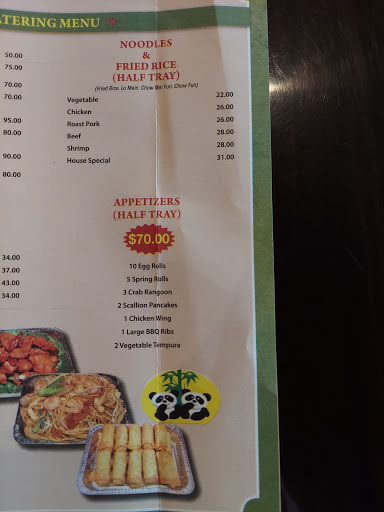 ATERING MENU
50.00
75.00
70.00
70.00
95.00
80.00
90.00
80.00
34.00
37.00
43.00
34.00
NOODLES
&
FRIED RICE
(HALF TRAY)
(Fried Rice, Lo Mein, Chow Mei Fun, Chow Fun)
Vegetable 22.00
Chicken 26.00
Roast Pork 26.00
Beef 28.00
Shrimp 28.00
House Special 31.00
APPETIZERS
(HALF TRAY)
$70.00
10 Egg Rolls
5 Spring Rolls
3 Crab Rangoon
2 Scallion Pancakes
1 Chicken Wing
1 Large BBQ Ribs
2 Vegetable Tempura